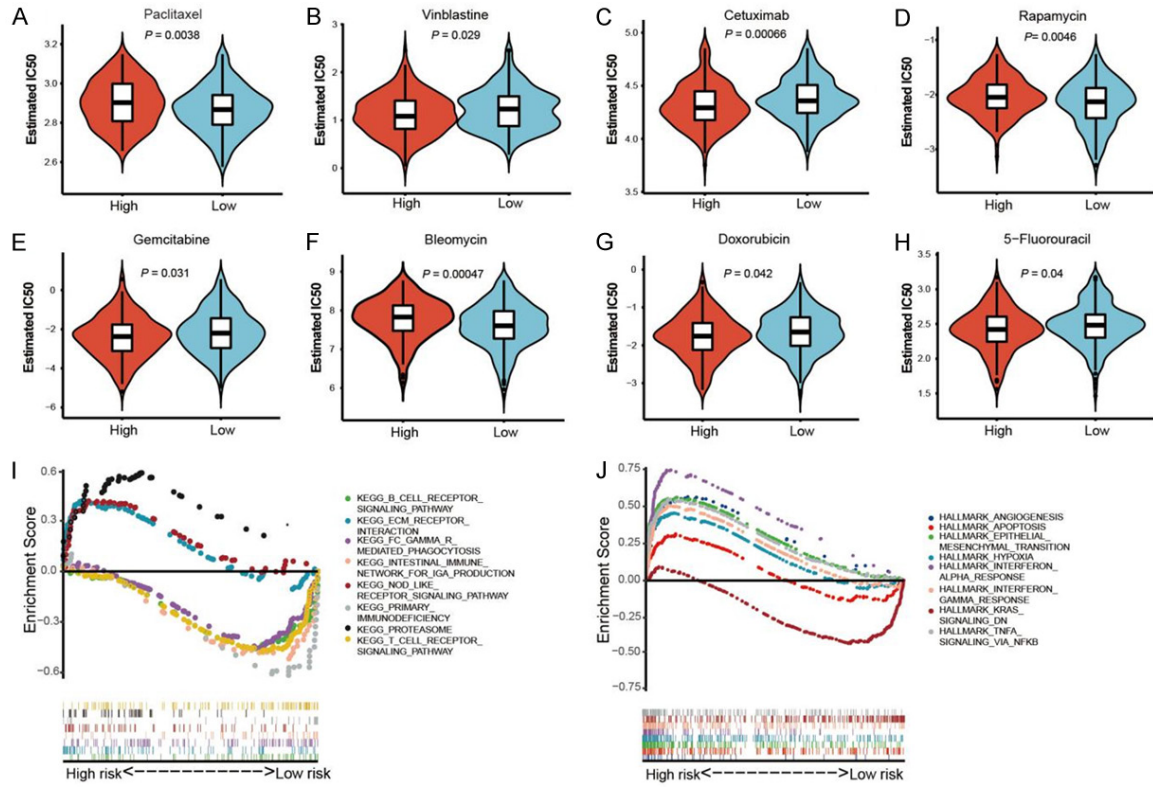 A
Paclitaxel
P = 0.0038
Estimated IC50
3.2
3.0
2.8
2.6
High
Low
B
Vinblastine
P = 0.029
Estimated IC50
3
2
1
0
High
Low
C
Cetuximab
P = 0.00066
Estimated IC50
5.0
4.5
4.0
3.5
High
Low
D
Rapamycin
P= 0.0046
Estimated IC50
−1
−2
−3
High
Low
E
Gemcitabine
P = 0.031
Estimated IC50
0
−2
−4
−6
High
Low
F
Bleomycin
P = 0.00047
Estimated IC50
9
8
7
6
High
Low
G
Doxorubicin
P = 0.042
Estimated IC50
0
−1
−2
−3
High
Low
H
5−Fluorouracil
P = 0.04
Estimated IC50
3.5
3.0
2.5
2.0
1.5
High
Low
I
Enrichment Score
0.6
0.3
0.0
−0.3
−0.6
KEGG_B_CELL_RECEPTOR_
SIGNALING_PATHWAY
KEGG_ECM_RECEPTOR_
INTERACTION
KEGG_FC_GAMMA_R_
MEDIATED_PHAGOCYTOSIS
KEGG_INTESTINAL_IMMUNE_
NETWORK_FOR_IGA_PRODUCTION
KEGG_NOD_LIKE_
RECEPTOR_SIGNALING_PATHWAY
KEGG_PRIMARY_
IMMUNODEFICIENCY
KEGG_PROTEASOME
KEGG_T_CELL_RECEPTOR_
SIGNALING_PATHWAY
High risk<------------>Low risk
J
Enrichment Score
0.75
0.50
0.25
0.00
−0.25
−0.50
−0.75
HALLMARK_ANGIOGENESIS
HALLMARK_APOPTOSIS
HALLMARK_EPITHELIAL_
MESENCHYMAL_TRANSITION
HALLMARK_HYPOXIA
HALLMARK_INTERFERON_
ALPHA_RESPONSE
HALLMARK_INTERFERON_
GAMMA_RESPONSE
HALLMARK_KRAS_
SIGNALING_DN
HALLMARK_TNFA_
SIGNALING_VIA_NFKB
High risk<------------>Low risk